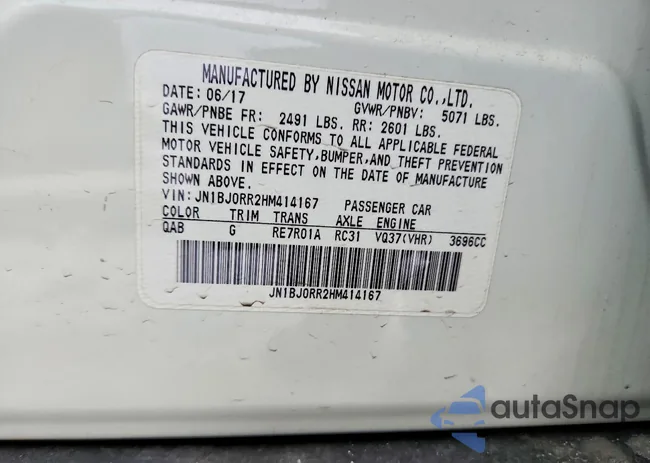 MANUFACTURED BY NISSAN MOTOR CO.,LTD.
DATE: 06/17 GVWR/PNBV: 5071 LBS.
GAWR/PNBE FR: 2491 LBS. RR: 2601 LBS.
THIS VEHICLE CONFORMS TO ALL APPLICABLE FEDERAL
MOTOR VEHICLE SAFETY,BUMPER,AND THEFT PREVENTION
STANDARDS IN EFFECT ON THE DATE OF MANUFACTURE
SHOWN ABOVE.
VIN:JN1BJ0RR2HM414167 PASSENGER CAR
COLOR TRIM TRANS AXLE ENGINE
QAB G RE7R01A RC31 VQ37(VHR) 3696CC
JN1BJ0RR2HM414167
autoSnap